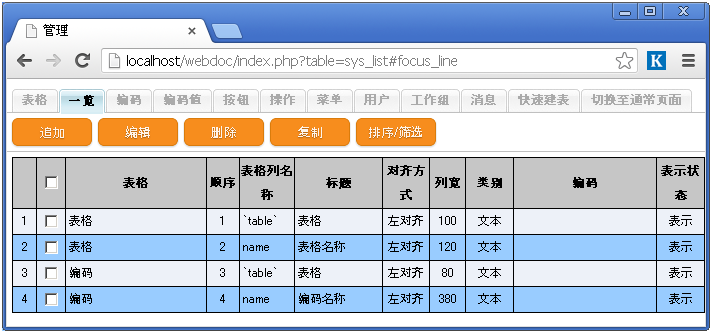 管理
localhost/webdoc/index.php?table=sys_list#focus_line
K
表格 一览 编码 编码值 按钮 操作 菜单 用户 工作组 消息 快速建表 切换至通常页面
追加 编辑 删除 复制 排序/筛选
表格 顺序 表格列名称 标题 对齐方式 列宽 类别 编码 表示状态
1 表格 1 `table` 表格 左对齐 100 文本 表示
2 表格 2 name 表格名称 左对齐 120 文本 表示
3 编码 3 `table` 表格 左对齐 80 文本 表示
4 编码 4 name 编码名称 左对齐 380 文本 表示